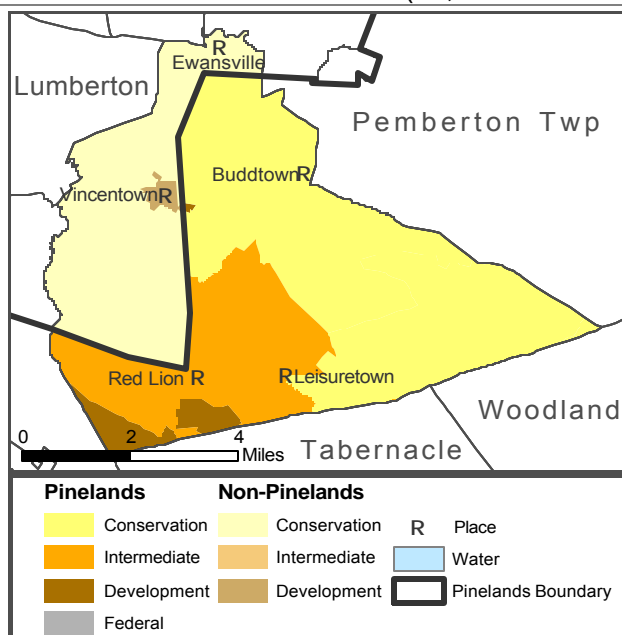 R
Ewansville
Lumberton
Pemberton Twp
Buddtown R
Vincentown R
Red Lion R
R Leisuretown
Woodland
0 2 4
Miles
Tabernacle
Pinelands Non-Pinelands
Conservation Conservation R Place
Intermediate Intermediate Water
Development Development Pinelands Boundary
Federal